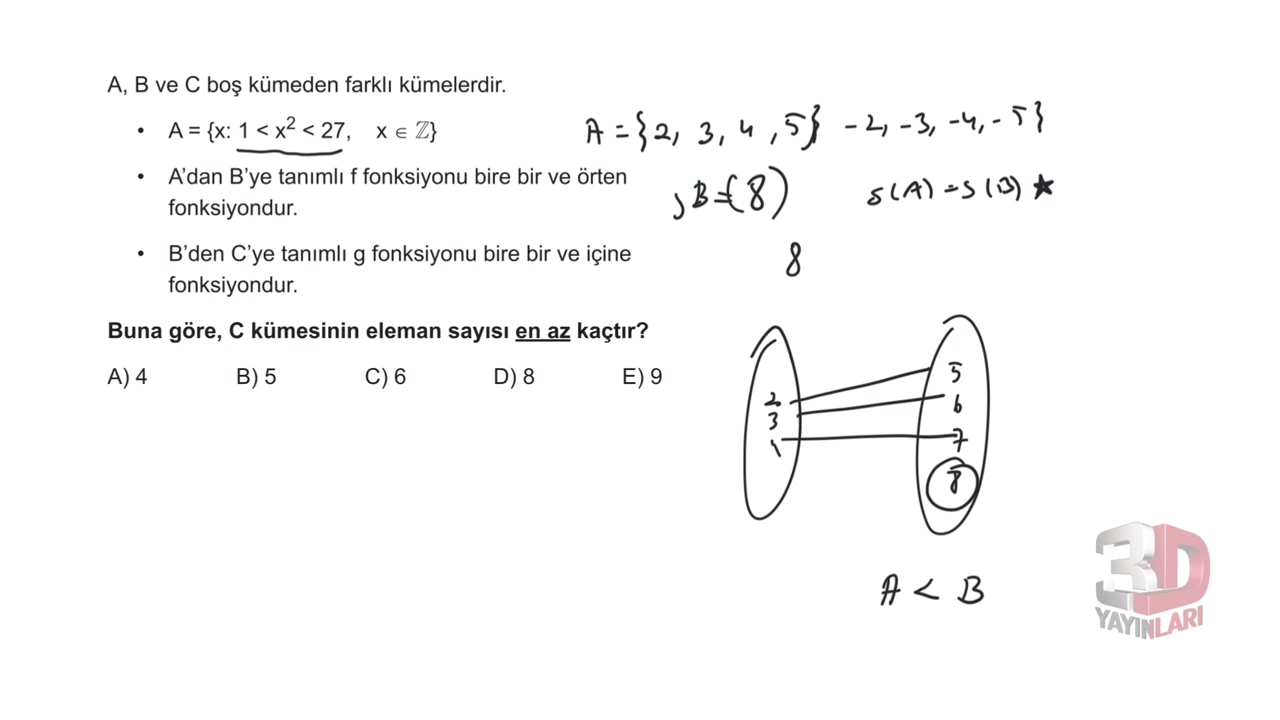 A, B ve C boş kümeden farklı kümelerdir.
• A = {x: 1 < x² < 27, x ∈ ℤ}
• A’dan B’ye tanımlı f fonksiyonu bire bir ve örten
fonksiyondur.
• B’den C’ye tanımlı g fonksiyonu bire bir ve içine
fonksiyondur.
Buna göre, C kümesinin eleman sayısı en az kaçtır?
A) 4 B) 5 C) 6 D) 8 E) 9
A = {2, 3, 4, 5} -2, -3, -4, -5}
B = (8) s(A) = s(B) ★
8
5
2 6
3 7
1 8
A < B
3D
YAYINLARI